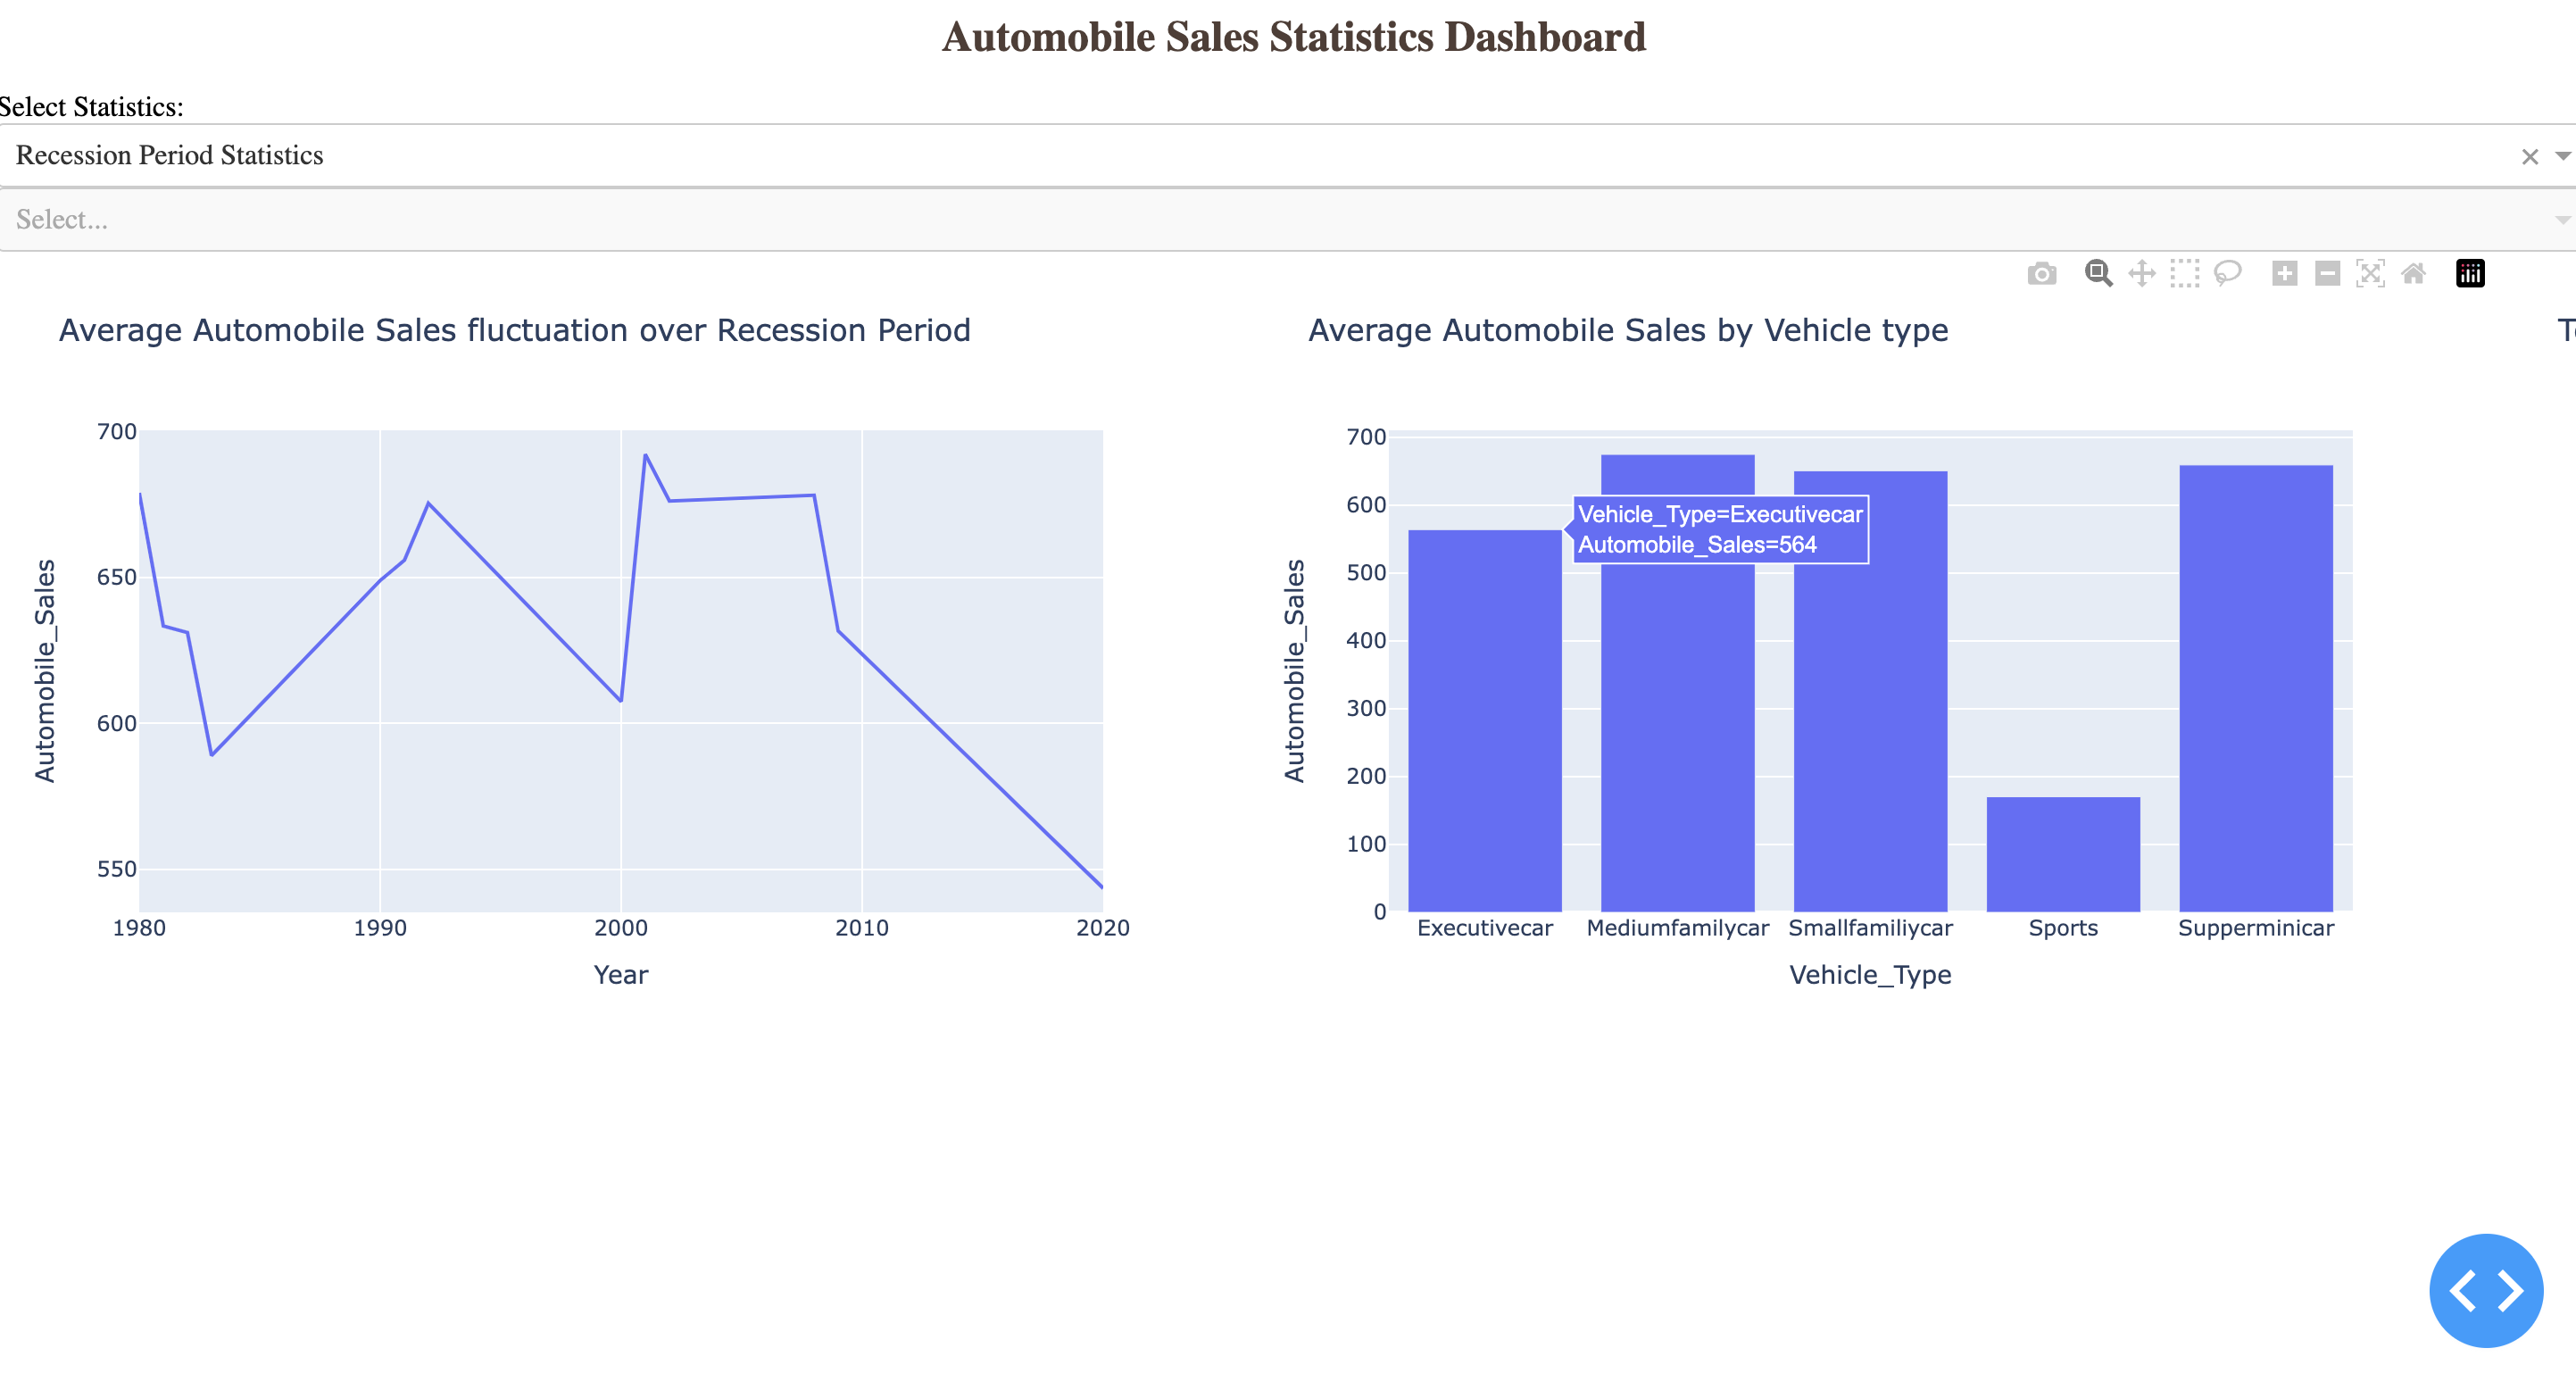 Automobile Sales Statistics Dashboard
Select Statistics:
Recession Period Statistics
Select...
Average Automobile Sales fluctuation over Recession Period
700
650
600
550
Automobile_Sales
1980 1990 2000 2010 2020
Year
Average Automobile Sales by Vehicle type
700
600
500
400
300
200
100
0
Automobile_Sales
Vehicle_Type=Executivecar
Automobile_Sales=564
Executivecar Mediumfamilycar Smallfamiliycar Sports Supperminicar
Vehicle_Type